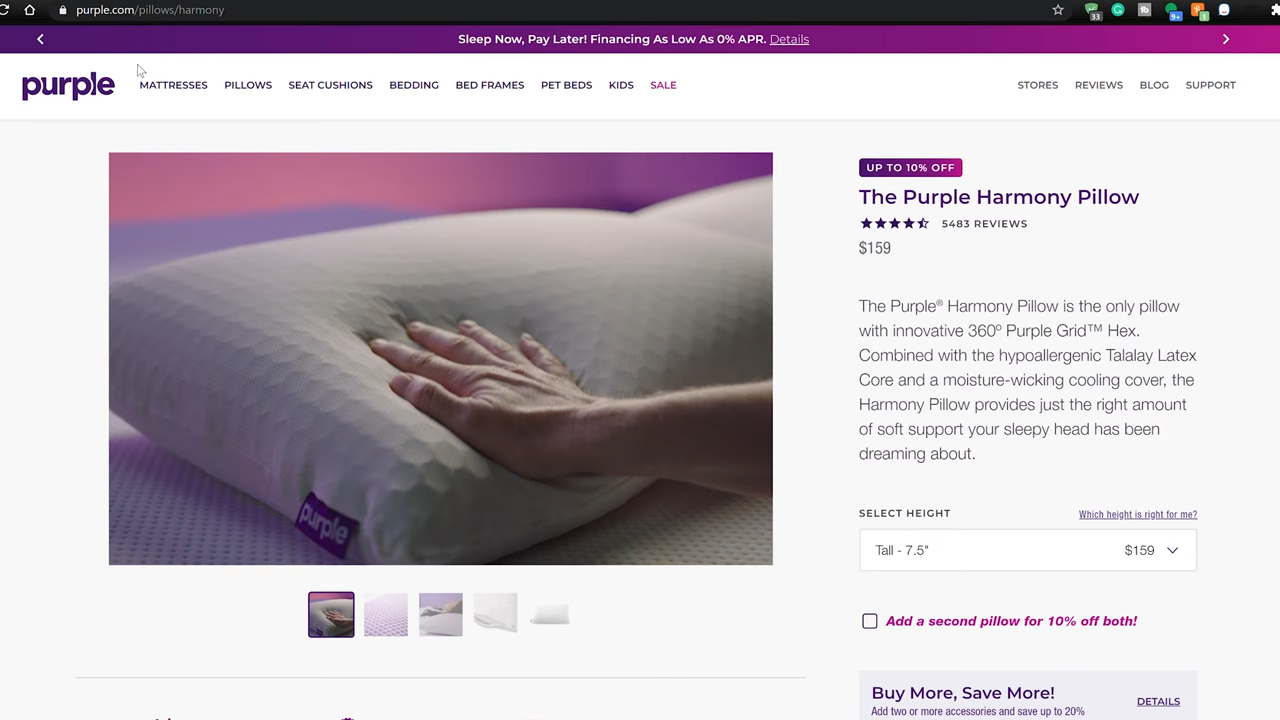 purple.com/pillows/harmony
33
9+
1
Sleep Now, Pay Later! Financing As Low As 0% APR. Details
purple
MATTRESSES PILLOWS SEAT CUSHIONS BEDDING BED FRAMES PET BEDS KIDS SALE
STORES REVIEWS BLOG SUPPORT
UP TO 10% OFF
The Purple Harmony Pillow
5483 REVIEWS
$159
The Purple® Harmony Pillow is the only pillow
with innovative 360º Purple Grid™ Hex.
Combined with the hypoallergenic Talalay Latex
Core and a moisture-wicking cooling cover, the
Harmony Pillow provides just the right amount
of soft support your sleepy head has been
dreaming about.
purple
SELECT HEIGHT Which height is right for me?
Tall - 7.5" $159
Add a second pillow for 10% off both!
Buy More, Save More!
Add two or more accessories and save up to 20%
DETAILS